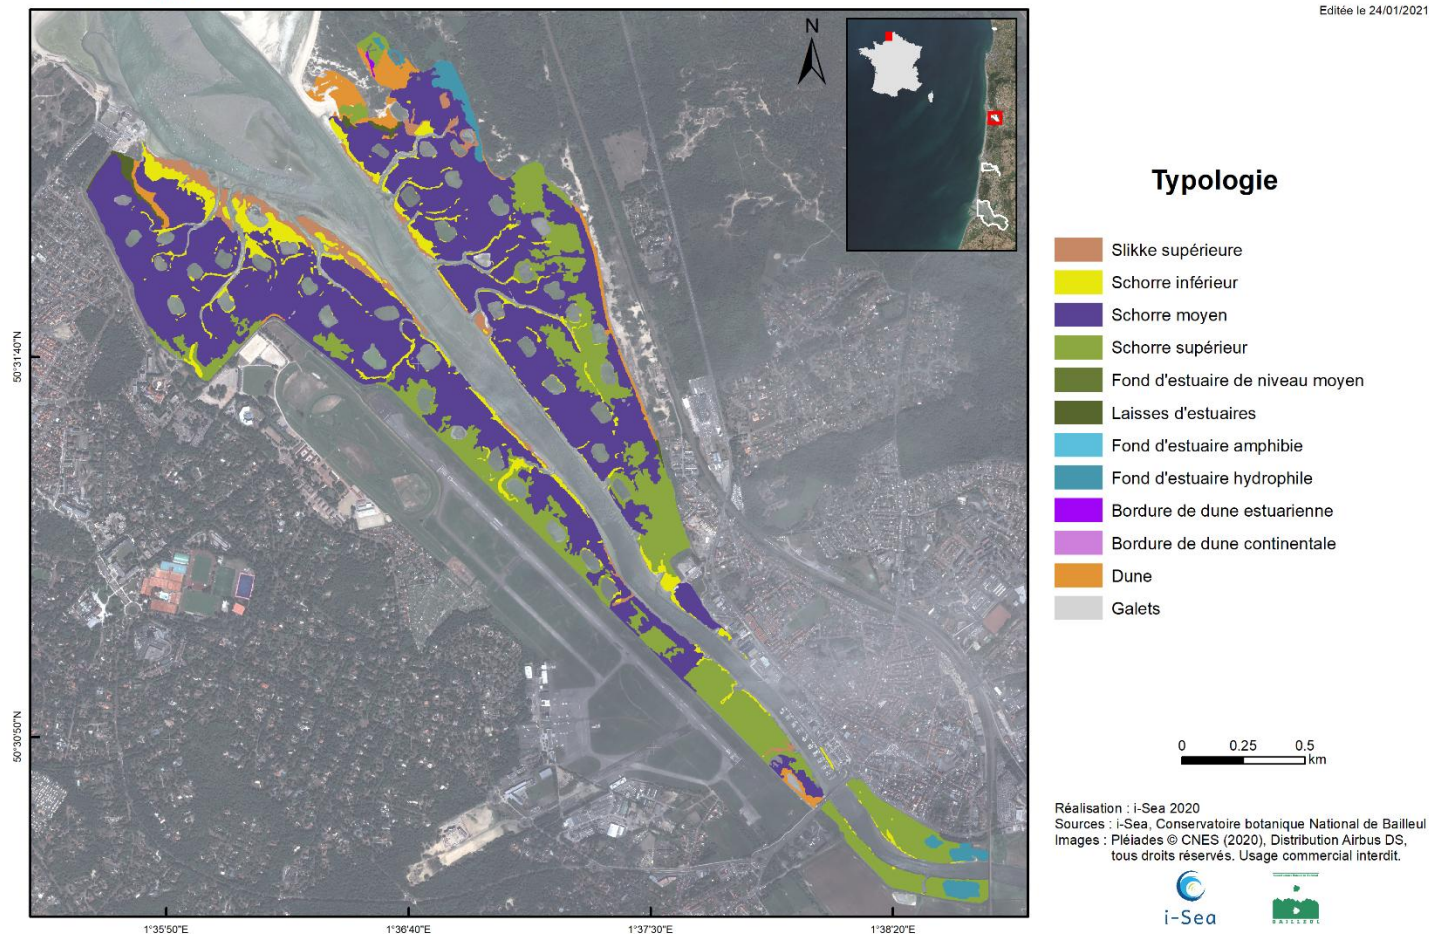 Editée le 24/01/2021
N
Typologie
Slikke supérieure
Schorre inférieur
Schorre moyen
Schorre supérieur
Fond d'estuaire de niveau moyen
Laisses d'estuaires
Fond d'estuaire amphibie
Fond d'estuaire hydrophile
Bordure de dune estuarienne
Bordure de dune continentale
Dune
Galets
0 0.25 0.5
km
Réalisation : i-Sea 2020
Sources : i-Sea, Conservatoire botanique National de Bailleul
Images : Pléiades © CNES (2020), Distribution Airbus DS,
tous droits réservés. Usage commercial interdit.
i-Sea
BAILLEUL
50°31'40"N
50°30'50"N
1°35'50"E
1°36'40"E
1°37'30"E
1°38'20"E